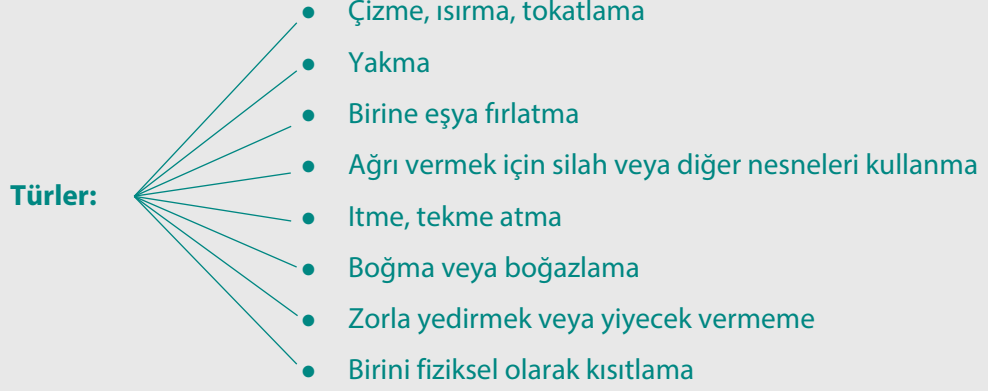 ● Çizme, ısırma, tokatlama
● Yakma
● Birine eşya fırlatma
● Ağrı vermek için silah veya diğer nesneleri kullanma
Türler:
● Itme, tekme atma
● Boğma veya boğazlama
● Zorla yedirmek veya yiyecek vermeme
● Birini fiziksel olarak kısıtlama